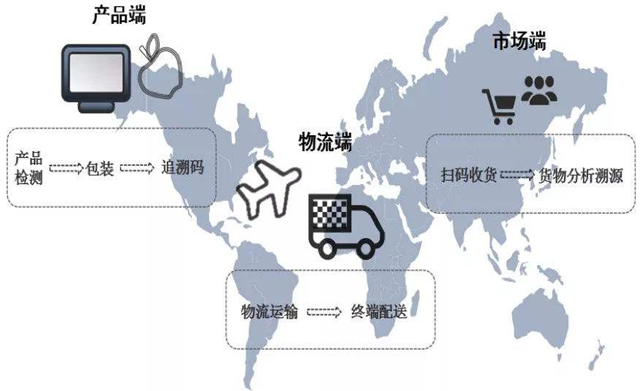 产品端
市场端
物流端
产品
检测
包装
追溯码
扫码收货
货物分析溯源
物流运输
终端配送